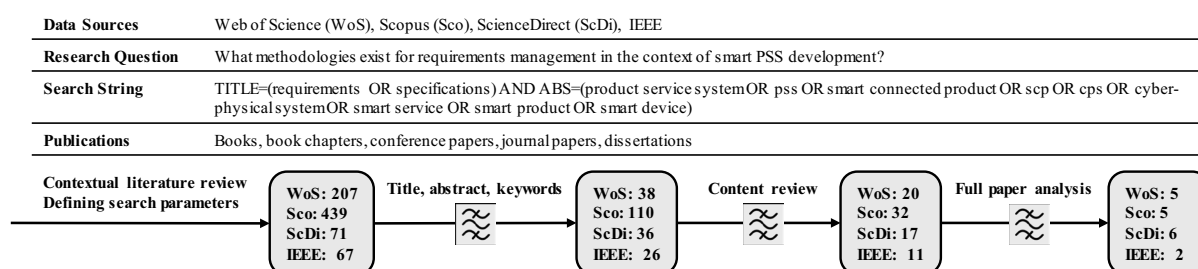 Data Sources Web of Science (WoS), Scopus (Sco), ScienceDirect (ScDi), IEEE
Research Question What methodologies exist for requirements management in the context of smart PSS development?
Search String TITLE=(requirements OR specifications) AND ABS=(product service system OR pss OR smart connected product OR scp OR cps OR cyber-
physical system OR smart service OR smart product OR smart device)
Publications Books, book chapters, conference papers, journal papers, dissertations
Contextual literature review
Defining search parameters
WoS: 207
Sco: 439
ScDi: 71
IEEE: 67
Title, abstract, keywords
WoS: 38
Sco: 110
ScDi: 36
IEEE: 26
Content review
WoS: 20
Sco: 32
ScDi: 17
IEEE: 11
Full paper analysis
WoS: 5
Sco: 5
ScDi: 6
IEEE: 2